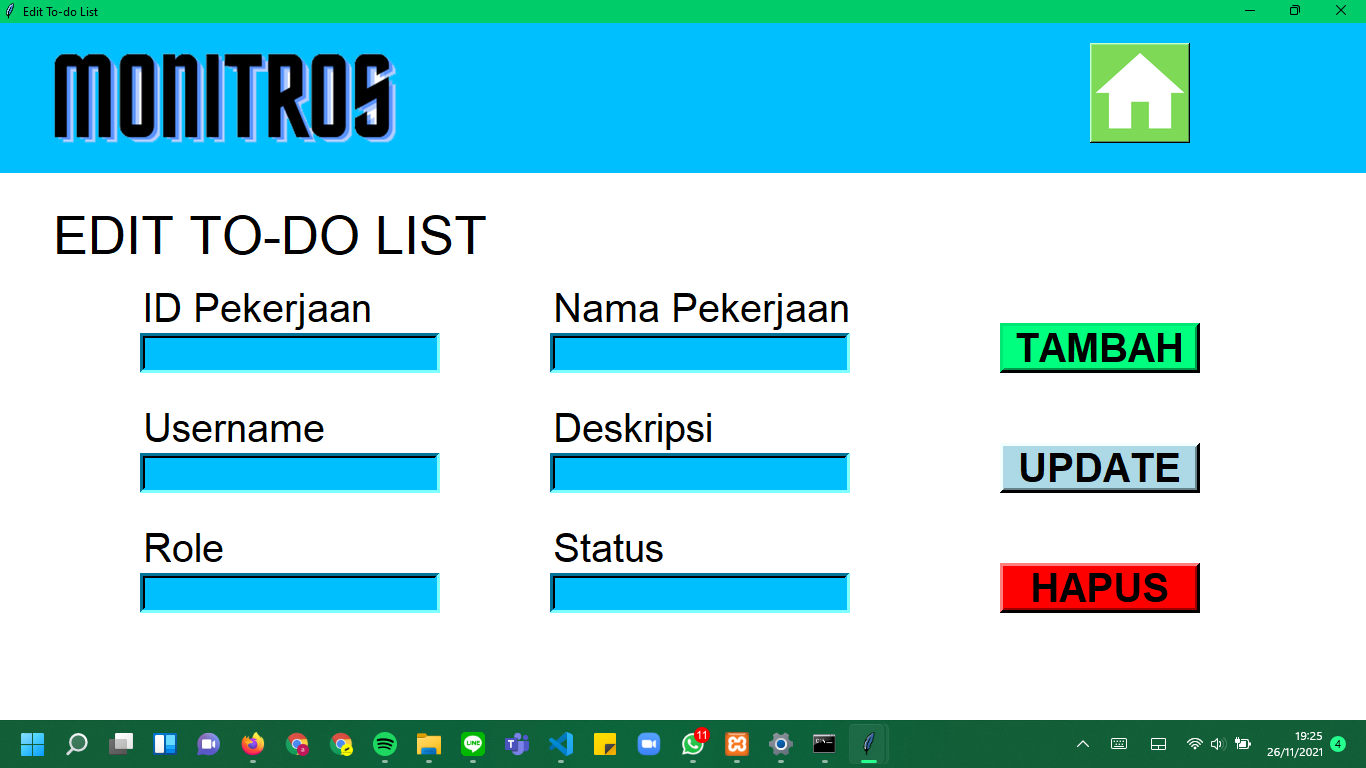 Edit To-do List
MONITROS
EDIT TO-DO LIST
ID Pekerjaan
Nama Pekerjaan
TAMBAH
Username
Deskripsi
UPDATE
Role
Status
HAPUS
LINE
11
19:25
26/11/2021
4